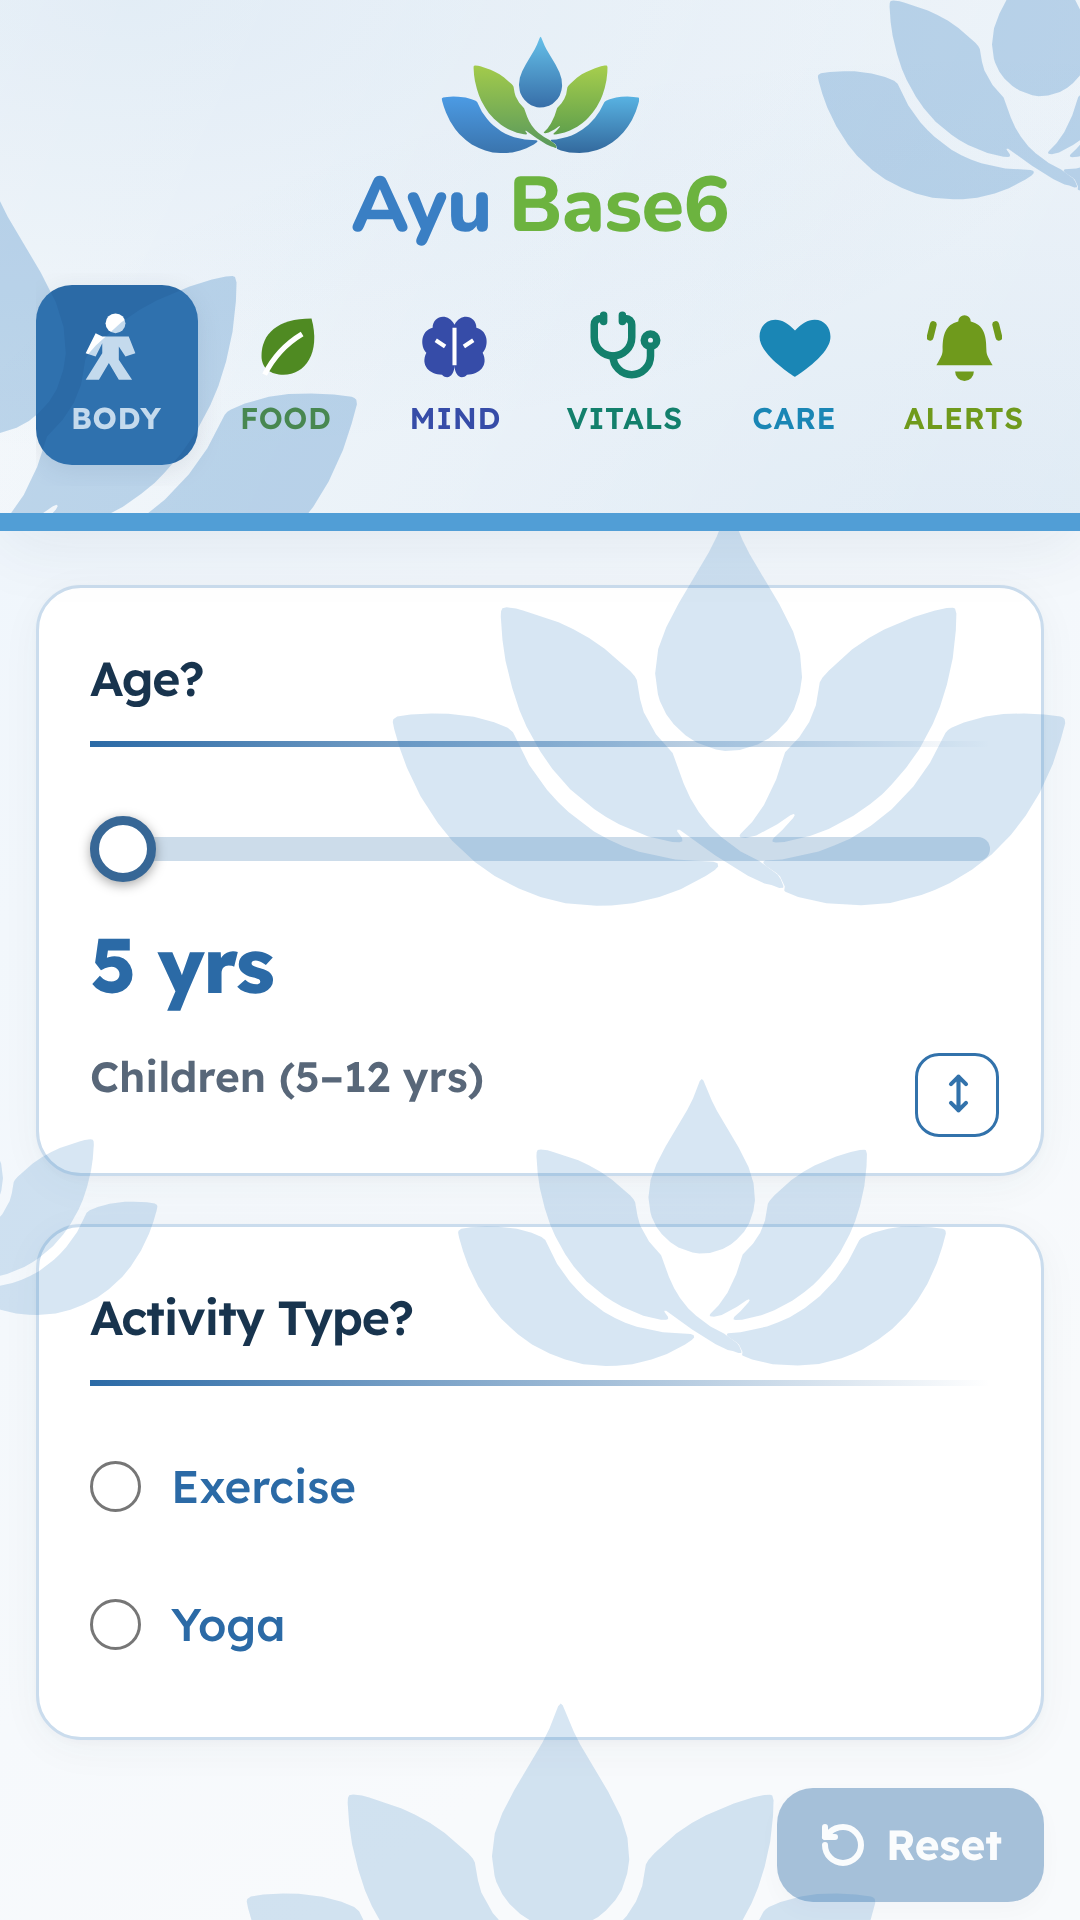 Ayu Base6
BODY FOOD MIND VITALS CARE ALERTS
Age?
5 yrs
Children (5–12 yrs)
Activity Type?
Exercise
Yoga
Reset